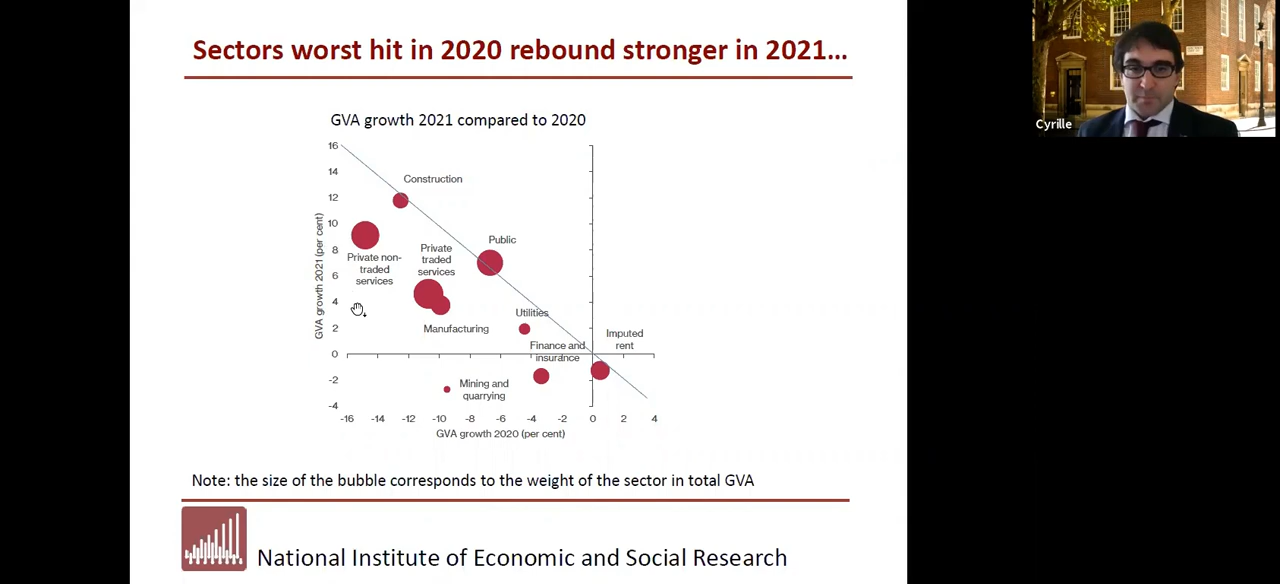 Sectors worst hit in 2020 rebound stronger in 2021...
GVA growth 2021 compared to 2020
16
14
12
10
8
6
4
2
0
-2
-4
GVA growth 2021 (per cent)
Construction
Private non-
traded
services
Private
traded
services
Public
Manufacturing
Utilities
Finance and
insurance
Imputed
rent
Mining and
quarrying
-16 -14 -12 -10 -8 -6 -4 -2 0 2 4
GVA growth 2020 (per cent)
Note: the size of the bubble corresponds to the weight of the sector in total GVA
National Institute of Economic and Social Research
Cyrille